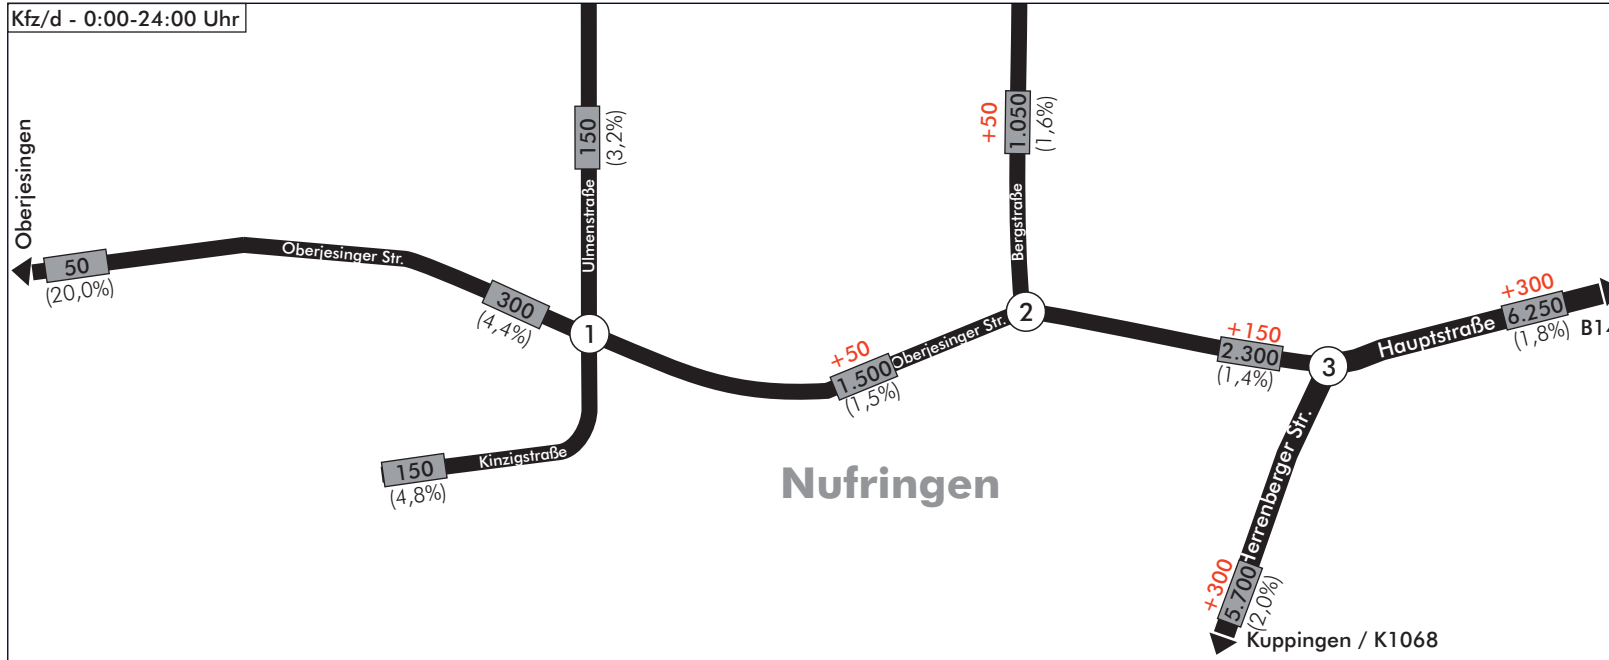 Kfz/d - 0:00-24:00 Uhr
Oberjesingen
50
(20,0%)
Oberjesinger Str.
300
(4,4%)
150
(3,2%)
Ulmenstraße
1
150
(4,8%)
Kinzigstraße
+50
1.500
(1,5%)
Oberjesinger Str.
+50
1.050
(1,6%)
Bergstraße
2
+150
2.300
(1,4%)
3
Hauptstraße
+300
6.250
(1,8%)
Nufringen
Herrenberger Str.
+300
5.700
(2,0%)
Kuppingen / K1068